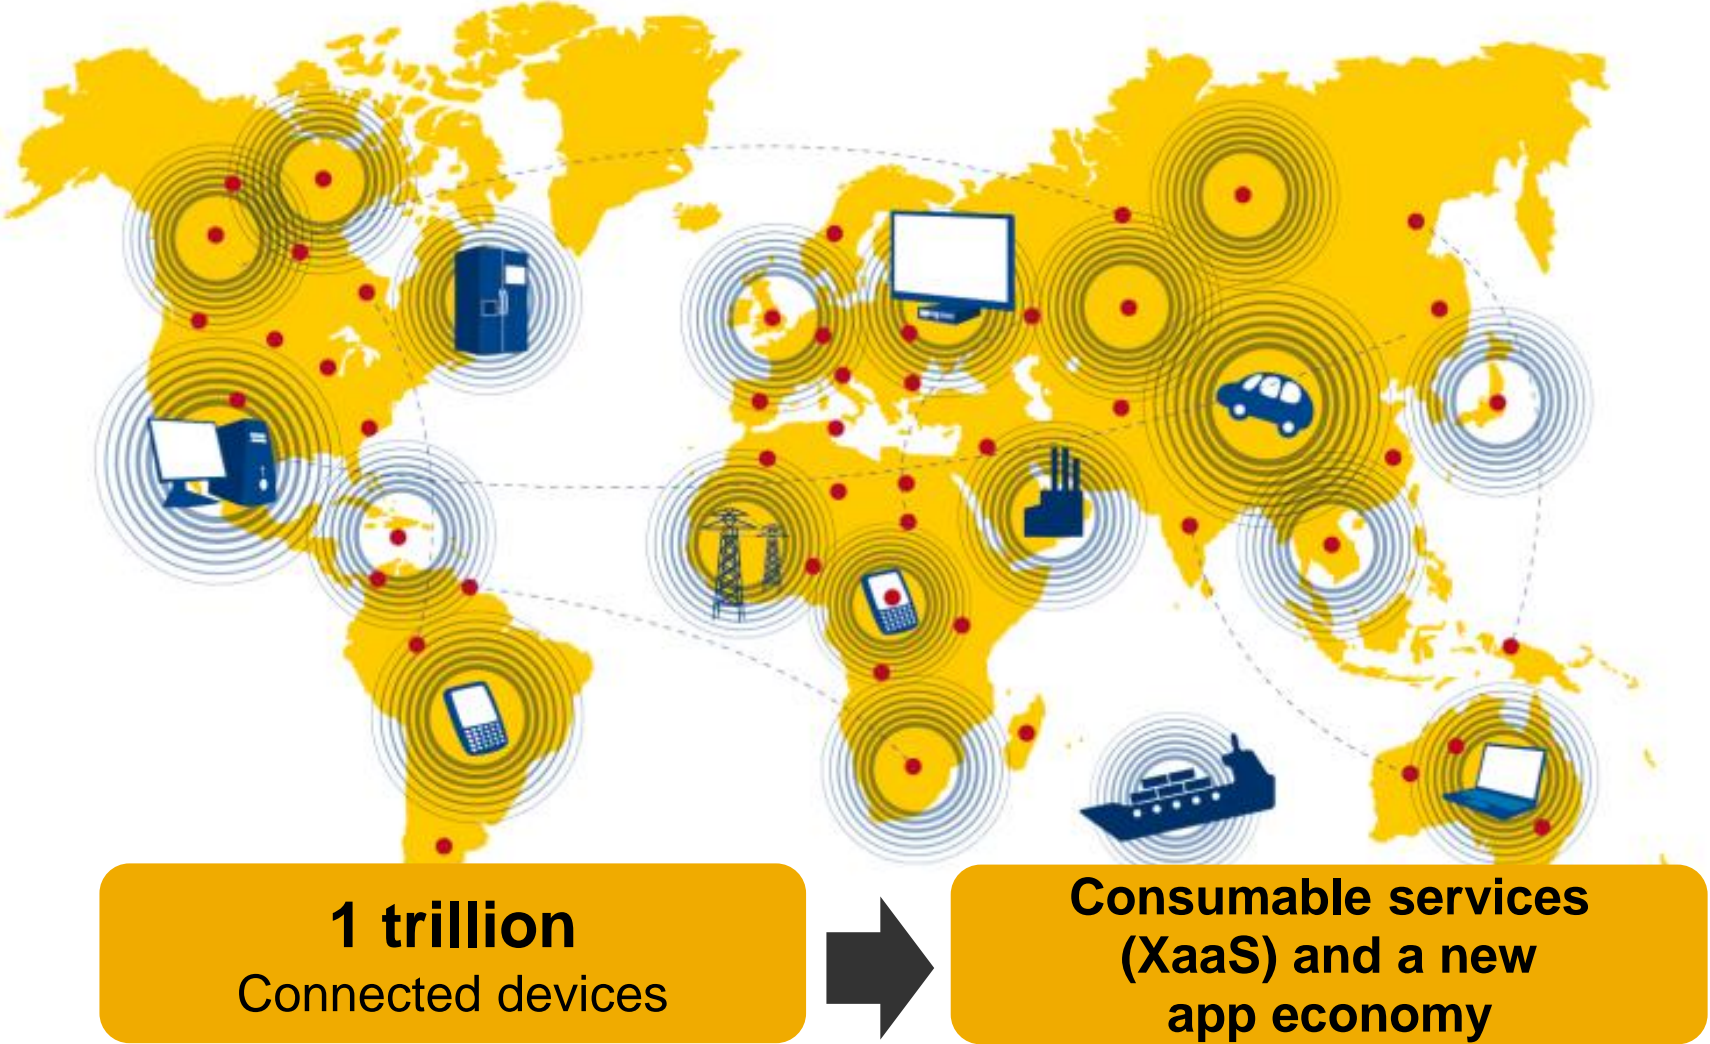 1 trillion
Connected devices
Consumable services
(XaaS) and a new
app economy